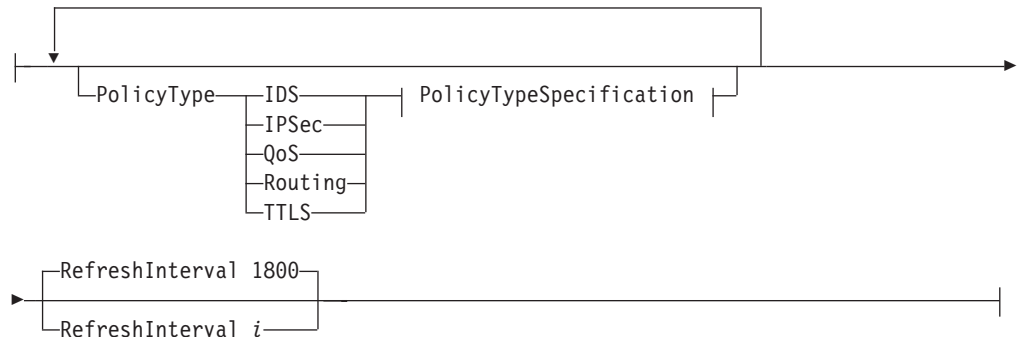 PolicyType IDS PolicyTypeSpecification
IPSec
QoS
Routing
TTLS
RefreshInterval 1800
RefreshInterval i